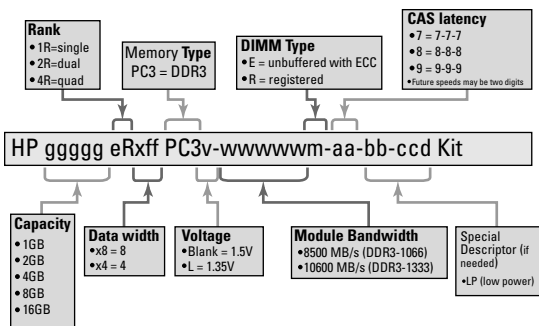 Rank
•1R=single
•2R=dual
•4R=quad
Memory Type
PC3 = DDR3
DIMM Type
•E = unbuffered with ECC
•R = registered
CAS latency
•7 = 7-7-7
•8 = 8-8-8
•9 = 9-9-9
•Future speeds may be two digits
HP ggggg eRxff PC3v-wwwwwm-aa-bb-ccd Kit
Capacity
•1GB
•2GB
•4GB
•8GB
•16GB
Data width
•x8 = 8
•x4 = 4
Voltage
•Blank = 1.5V
•L = 1.35V
Module Bandwidth
•8500 MB/s (DDR3-1066)
•10600 MB/s (DDR3-1333)
Special
Descriptor (if
needed)
•LP (low power)